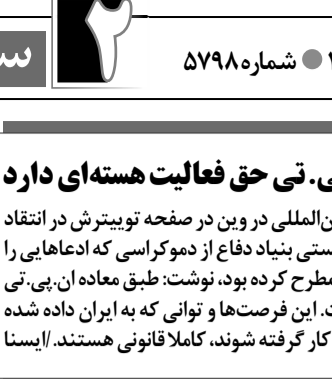 ۲
● شماره ۵۷۹۸
ی. تی حق فعالیت هسته‌ای دارد
ن‌المللی در وین در صفحه توییترش در انتقاد
ستی بنیاد دفاع از دموکراسی که ادعاهایی را
مطرح کرده بود، نوشت: طبق معاده ان.پی.تی
ت. این فرصت‌ها و توانی که به ایران داده شده
کار گرفته شوند، کاملا قانونی هستند. /ایسنا